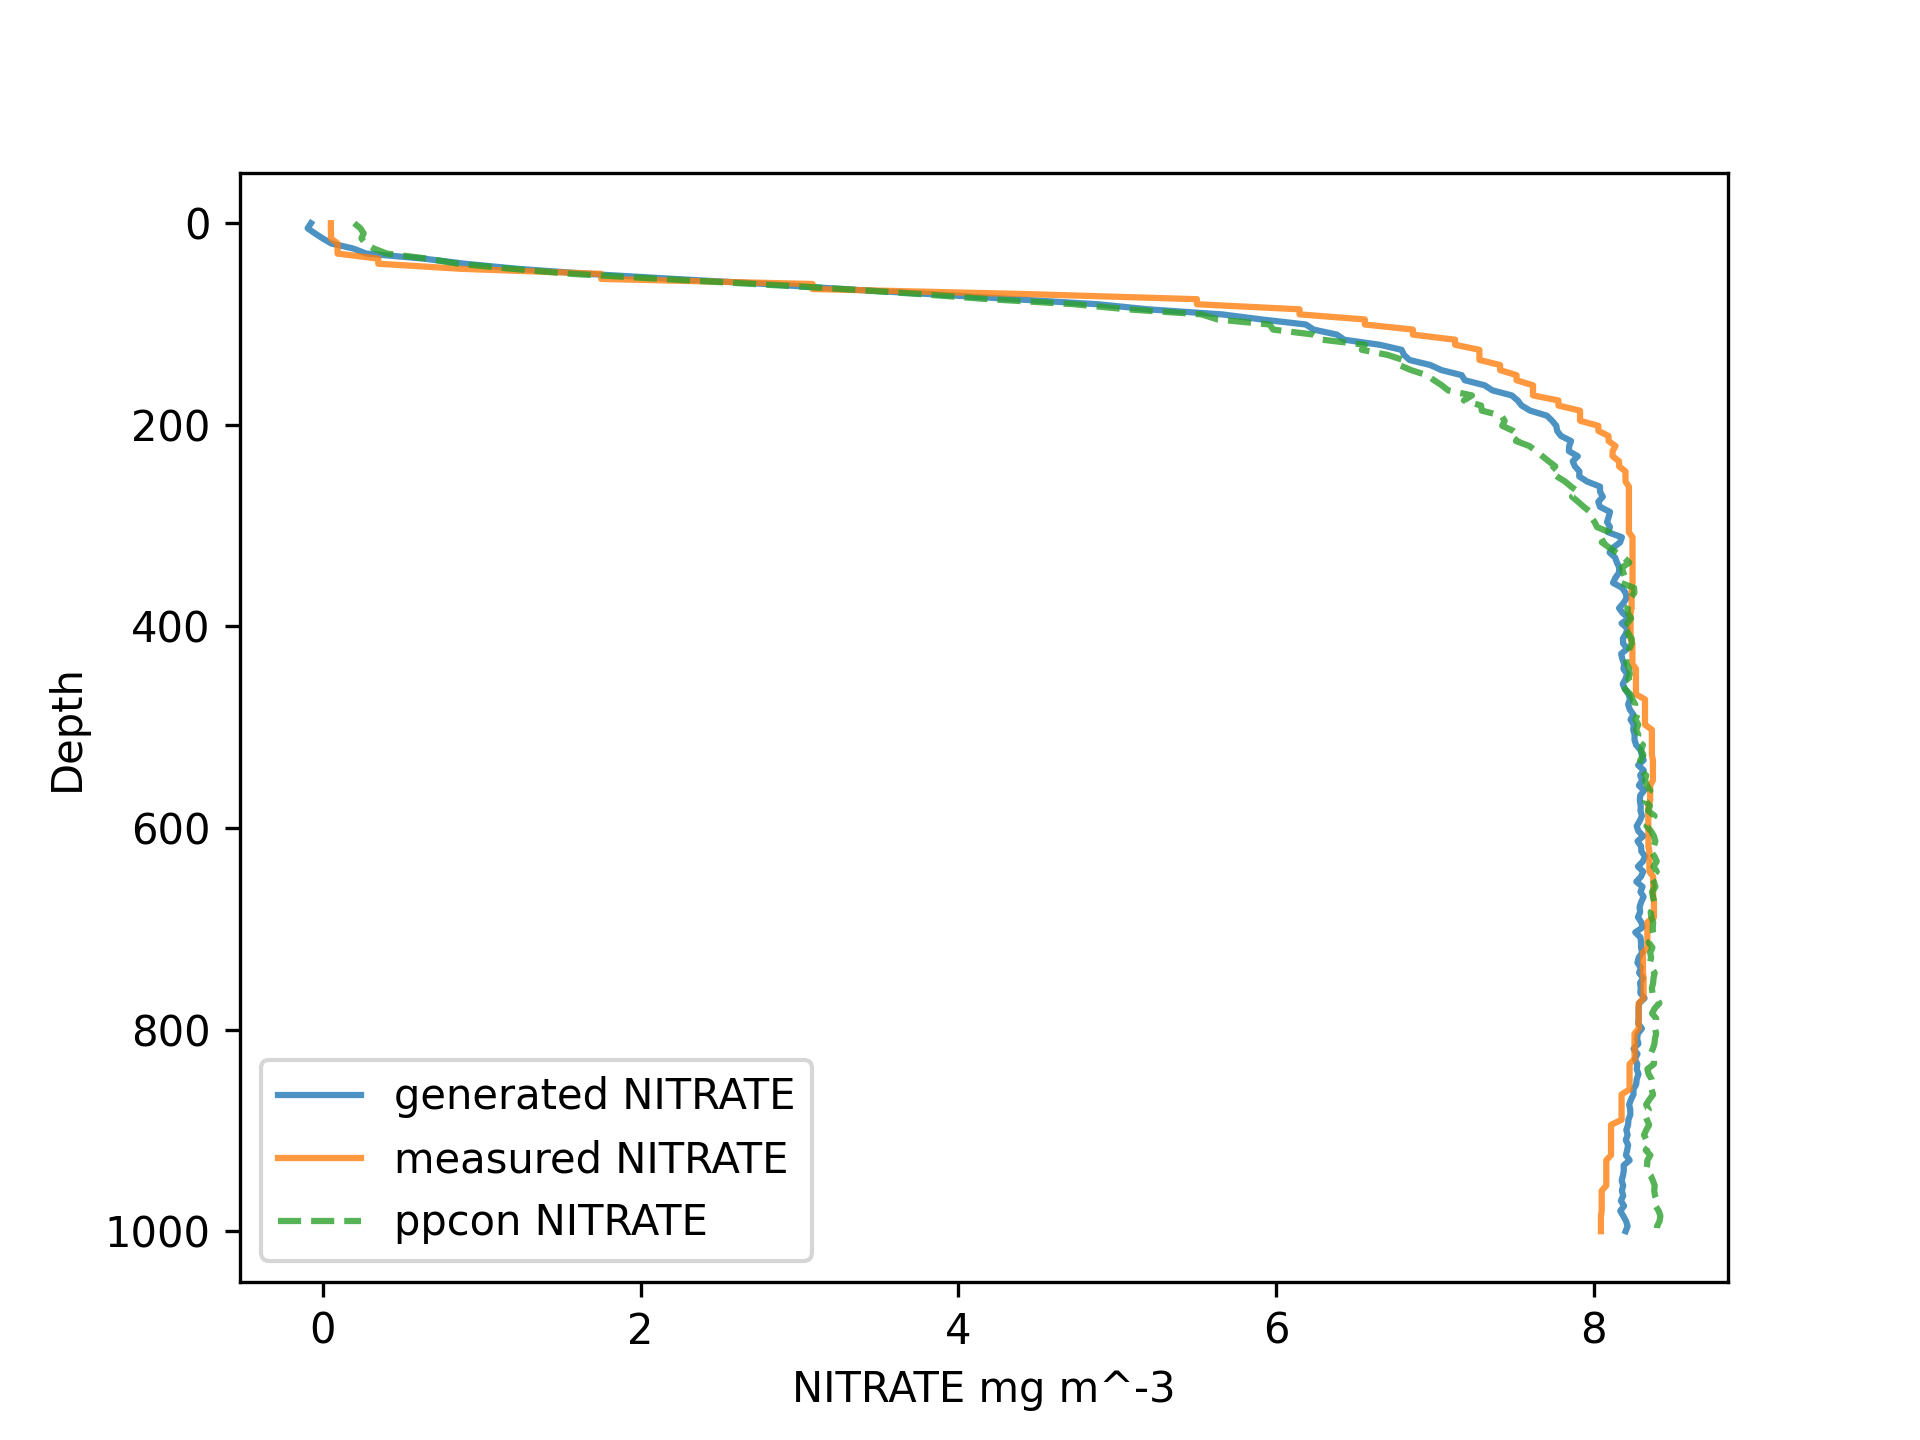 0
200
400
600
800
1000
Depth
generated NITRATE
measured NITRATE
ppcon NITRATE
0 2 4 6 8
NITRATE mg m^-3